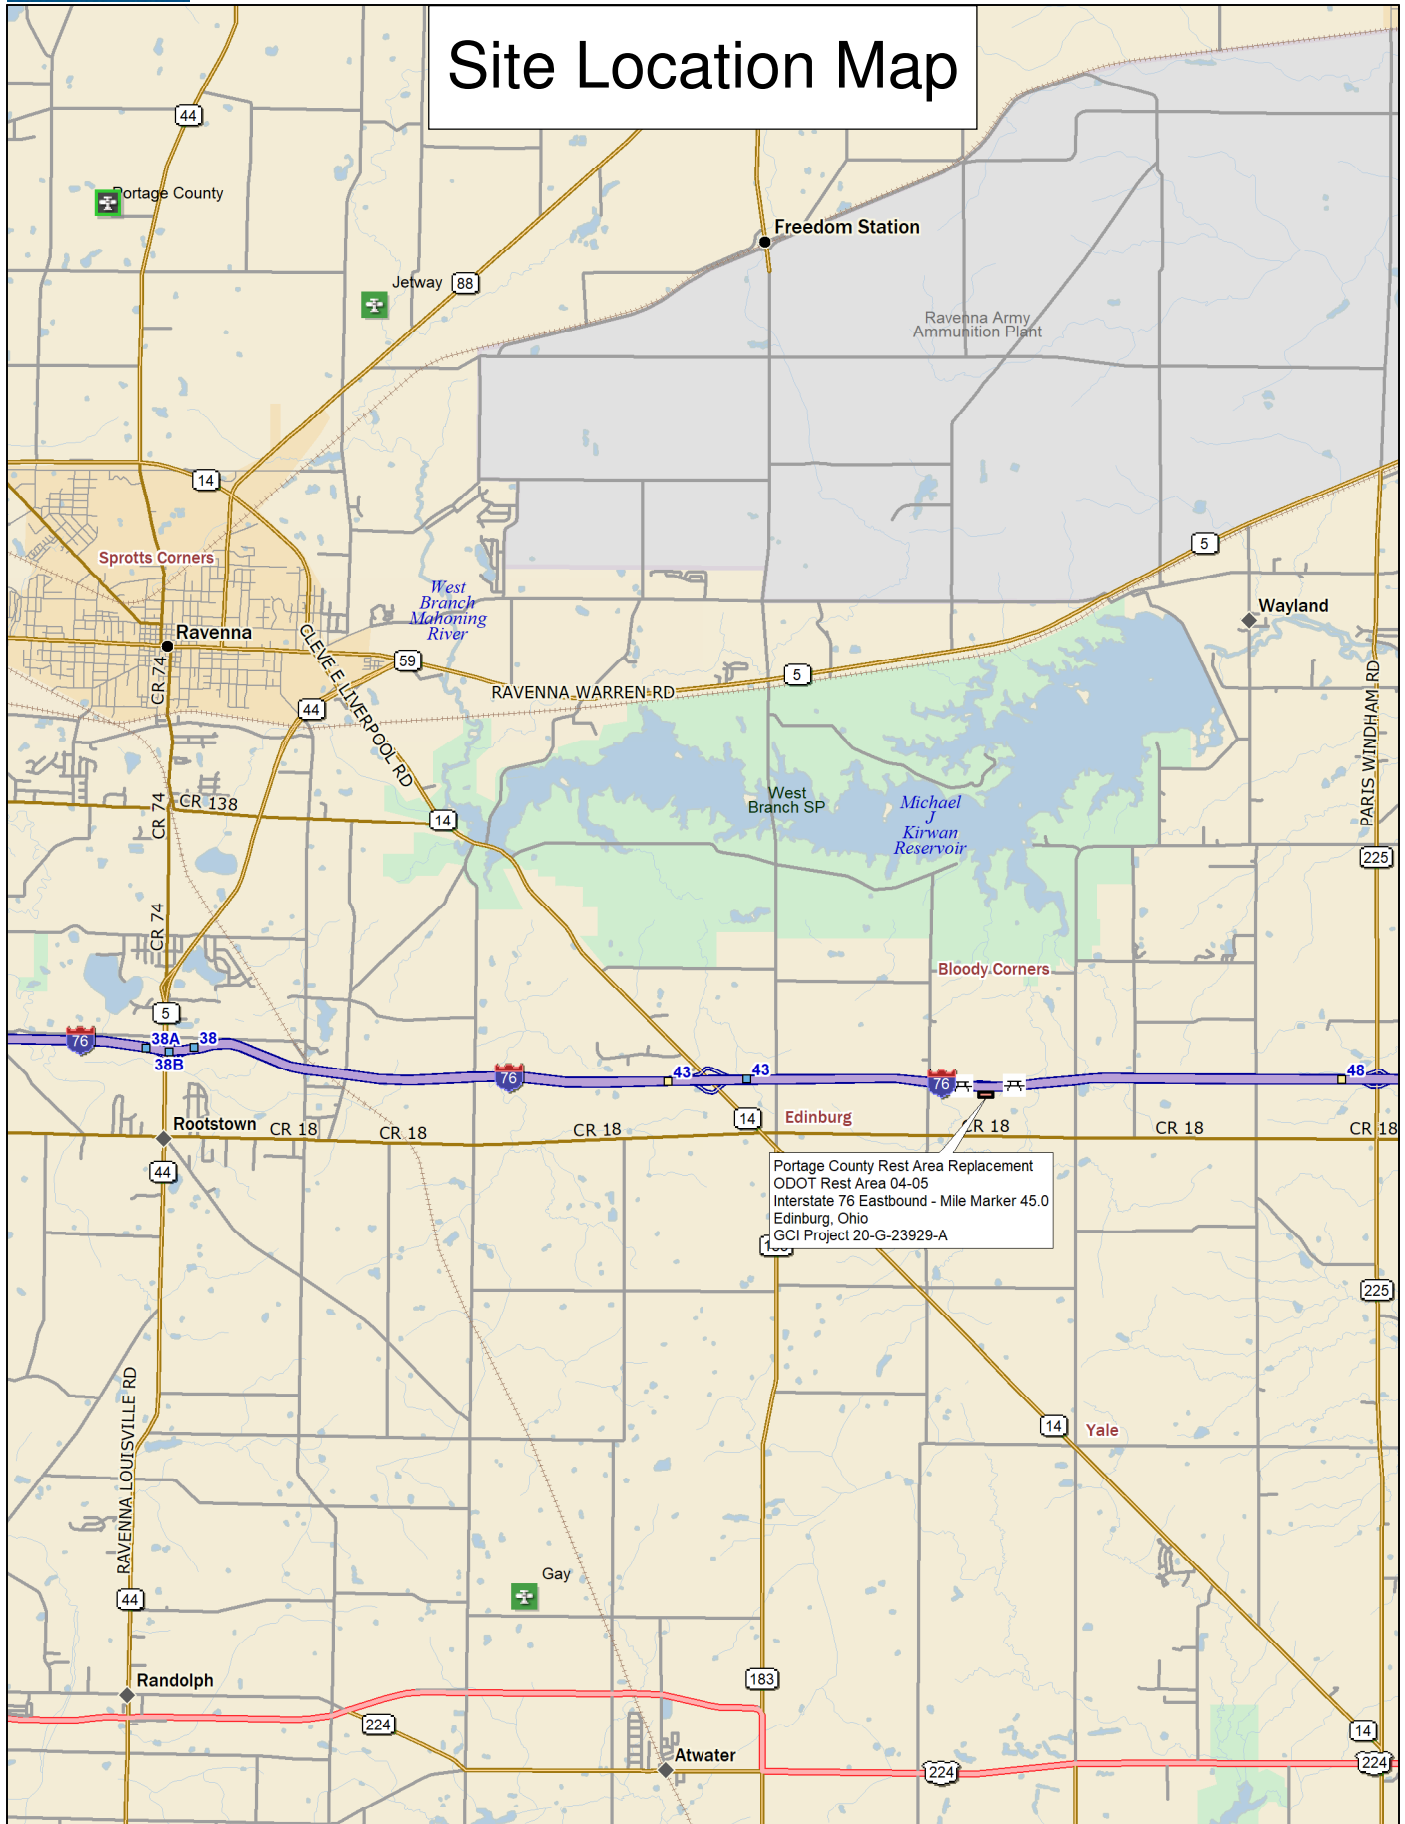 Site Location Map
44
Portage County
Freedom Station
Jetway
88
Ravenna Army
Ammunition Plant
14
5
Sprotts Corners
West
Branch
Mahoning
River
Wayland
Ravenna
CLEVE E LIVERPOOL RD
59
CR 74
5
RAVENNA WARREN RD
44
PARIS WINDHAM RD
West
Branch SP
Michael
J
Kirwan
Reservoir
CR 138
CR 74
14
225
CR 74
Bloody Corners
5
76
38A
38
38B
76
43
43
76
48
14
Edinburg
Rootstown
CR 18
CR 18
CR 18
CR 18
CR 18
CR 18
44
Portage County Rest Area Replacement
ODOT Rest Area 04-05
Interstate 76 Eastbound - Mile Marker 45.0
Edinburg, Ohio
GCI Project 20-G-23929-A
225
RAVENNA LOUISVILLE RD
14
Yale
Gay
44
Randolph
183
224
14
Atwater
224
224